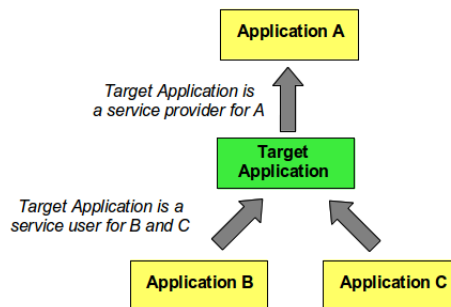 Application A
Target Application is
a service provider for A
Target
Application
Target Application is a
service user for B and C
Application B
Application C